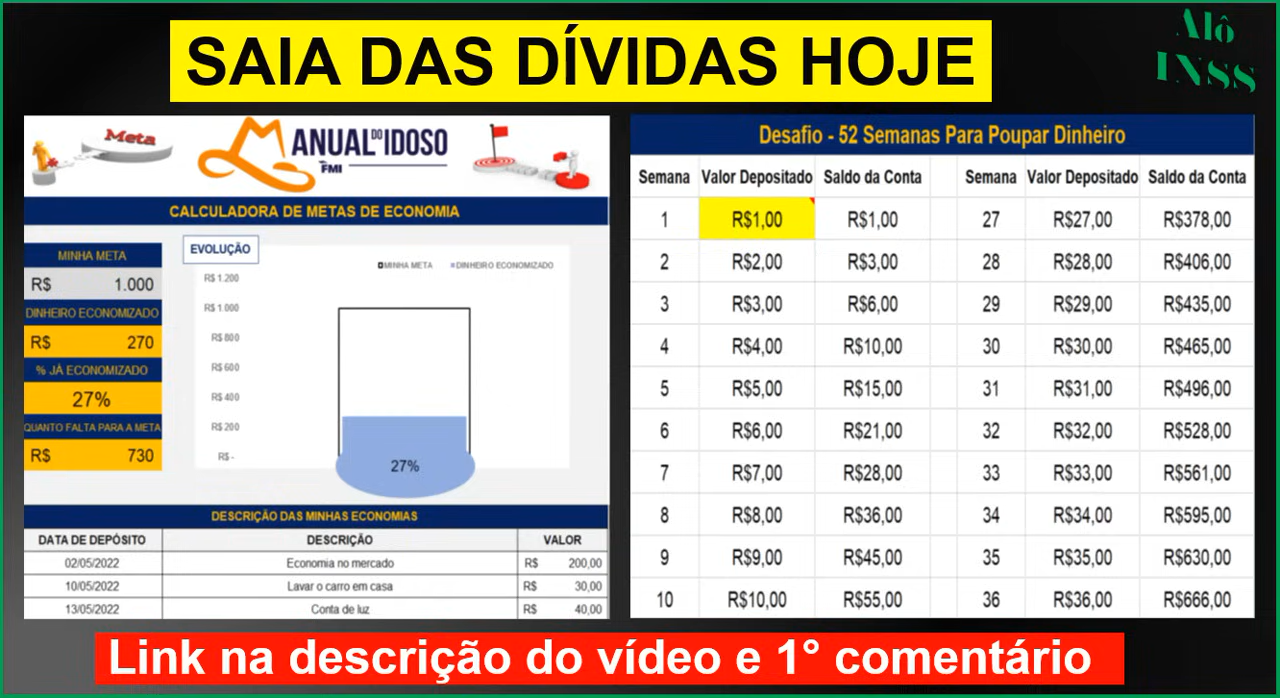 SAIA DAS DÍVIDAS HOJE
Alô
INSS
Meta
MANUAL DO IDOSO
FMI
CALCULADORA DE METAS DE ECONOMIA
MINHA META
R$ 1.000
DINHEIRO ECONOMIZADO
R$ 270
% JÁ ECONOMIZADO
27%
QUANTO FALTA PARA A META
R$ 730
EVOLUÇÃO
MINHA META DINHEIRO ECONOMIZADO
R$ 1.200
R$ 1.000
R$ 800
R$ 600
R$ 400
R$ 200
R$ -
27%
DESCRIÇÃO DAS MINHAS ECONOMIAS
DATA DE DEPÓSITO DESCRIÇÃO VALOR
02/05/2022 Economia no mercado R$ 200,00
10/05/2022 Lavar o carro em casa R$ 30,00
13/05/2022 Conta de luz R$ 40,00
Desafio - 52 Semanas Para Poupar Dinheiro
Semana Valor Depositado Saldo da Conta Semana Valor Depositado Saldo da Conta
1 R$1,00 R$1,00 27 R$27,00 R$378,00
2 R$2,00 R$3,00 28 R$28,00 R$406,00
3 R$3,00 R$6,00 29 R$29,00 R$435,00
4 R$4,00 R$10,00 30 R$30,00 R$465,00
5 R$5,00 R$15,00 31 R$31,00 R$496,00
6 R$6,00 R$21,00 32 R$32,00 R$528,00
7 R$7,00 R$28,00 33 R$33,00 R$561,00
8 R$8,00 R$36,00 34 R$34,00 R$595,00
9 R$9,00 R$45,00 35 R$35,00 R$630,00
10 R$10,00 R$55,00 36 R$36,00 R$666,00
Link na descrição do vídeo e 1° comentário